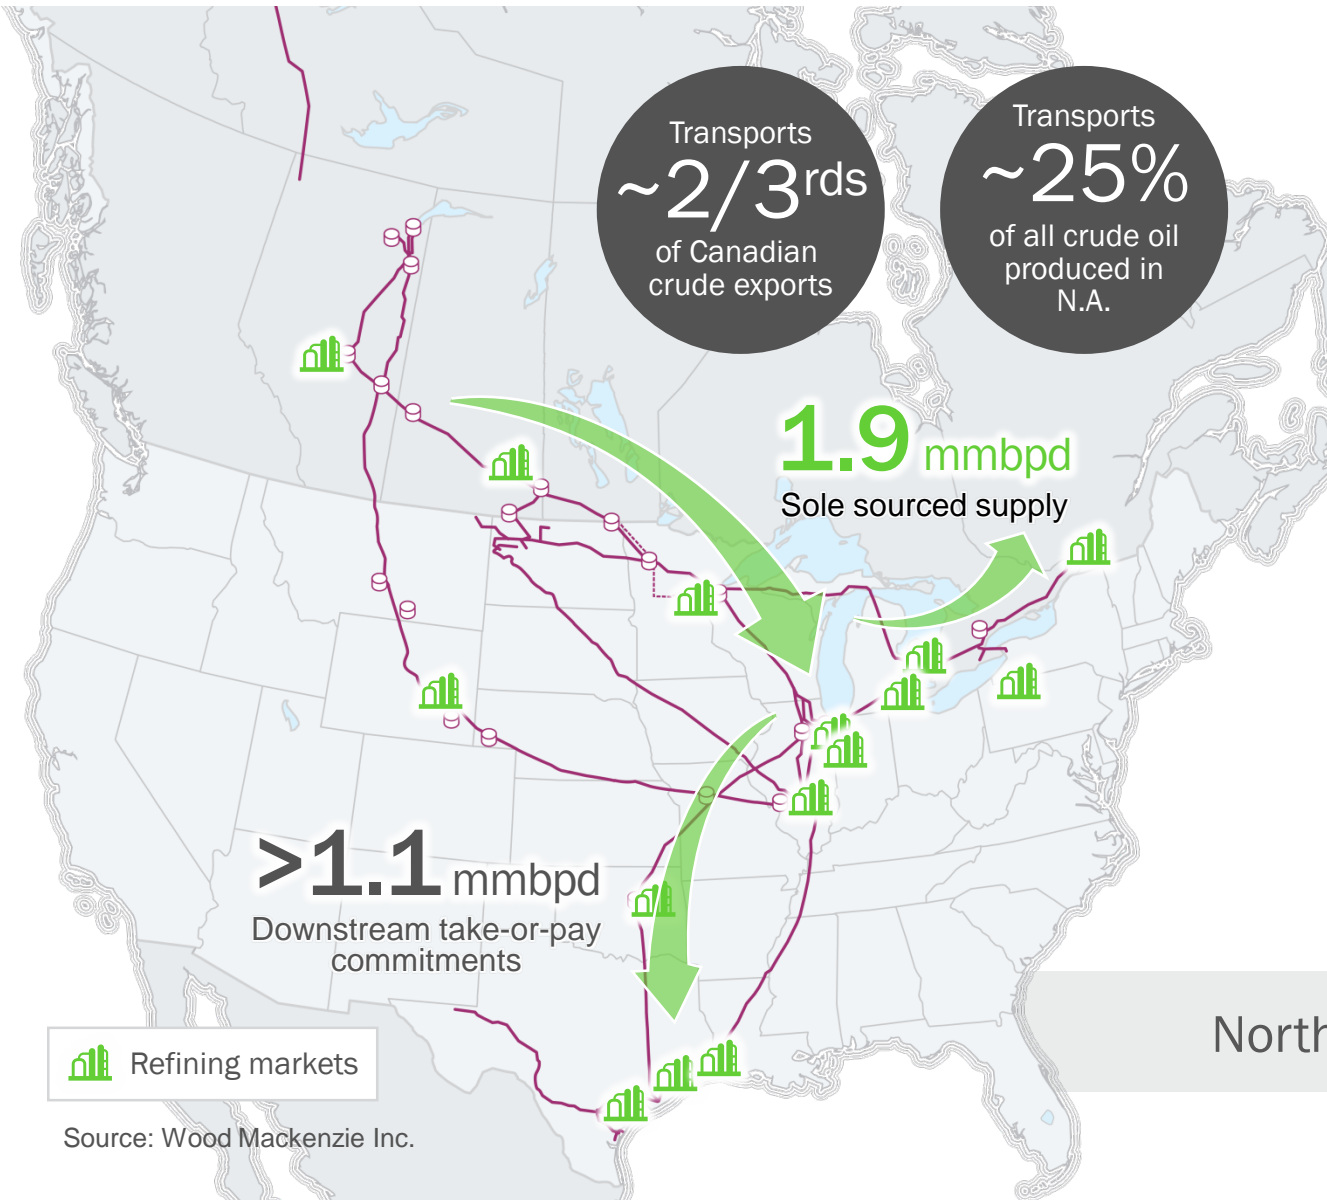 Transports
~2/3rds
of Canadian
crude exports
Transports
~25%
of all crude oil
produced in
N.A.
1.9 mmbpd
Sole sourced supply
>1.1 mmbpd
Downstream take-or-pay
commitments
North
Refining markets
Source: Wood Mackenzie Inc.